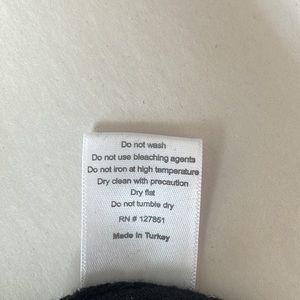 Do not wash
Do not use bleaching agents
Do not iron at high temperature
Dry clean with precaution
Dry flat
Do not tumble dry
RN # 127851
Made in Turkey